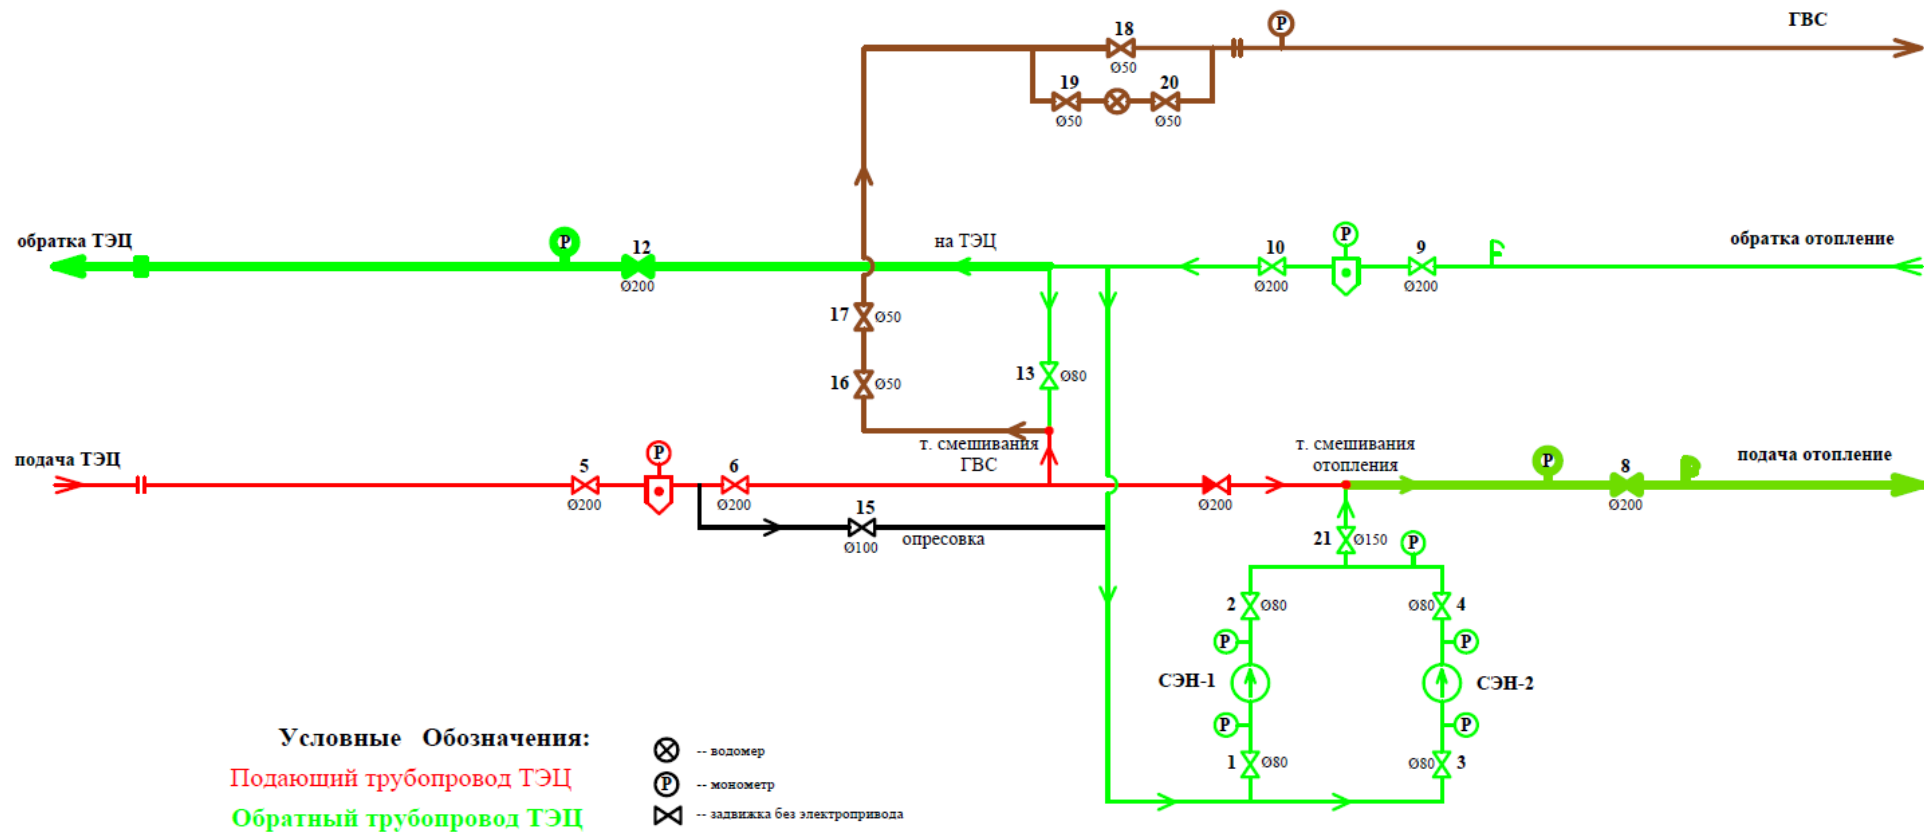 ГВС
18
P
Ø50
19
20
Ø50
Ø50
обратка ТЭЦ
P
12
Ø200
на ТЭЦ
10
P
9
Ø200
Ø200
обратка отопление
17
Ø50
16
Ø50
13
Ø80
подача ТЭЦ
5
P
6
Ø200
Ø200
т. смешивания
ГВС
Ø200
т. смешивания
отопления
P
8
Ø200
подача отопление
15
Ø100
опресовка
21
Ø150
P
2
Ø80
Ø80
4
P
P
СЭН-1
СЭН-2
P
P
1
Ø80
Ø80
3
Условные Обозначения:
Подающий трубопровод ТЭЦ
Обратный трубопровод ТЭЦ
-- водомер
P -- монометр
-- задвижка без электропривода